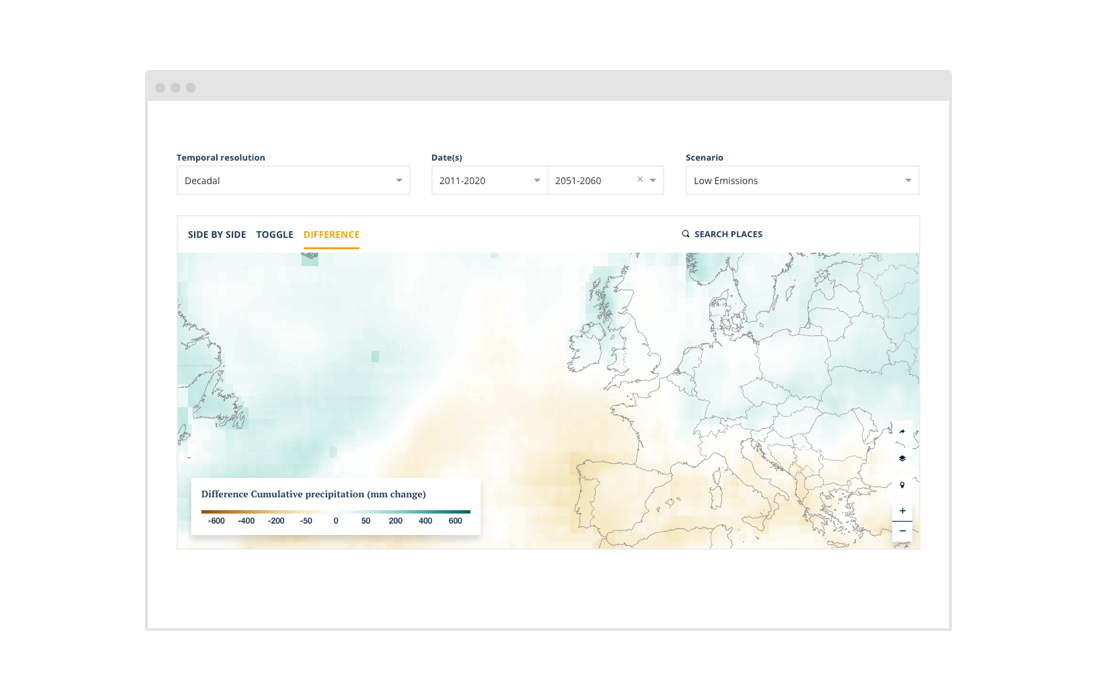 Temporal resolution
Date(s)
Scenario
Decadal
2011-2020
2051-2060
Low Emissions
SIDE BY SIDE TOGGLE DIFFERENCE
SEARCH PLACES
Difference Cumulative precipitation (mm change)
-600 -400 -200 -50 0 50 200 400 600